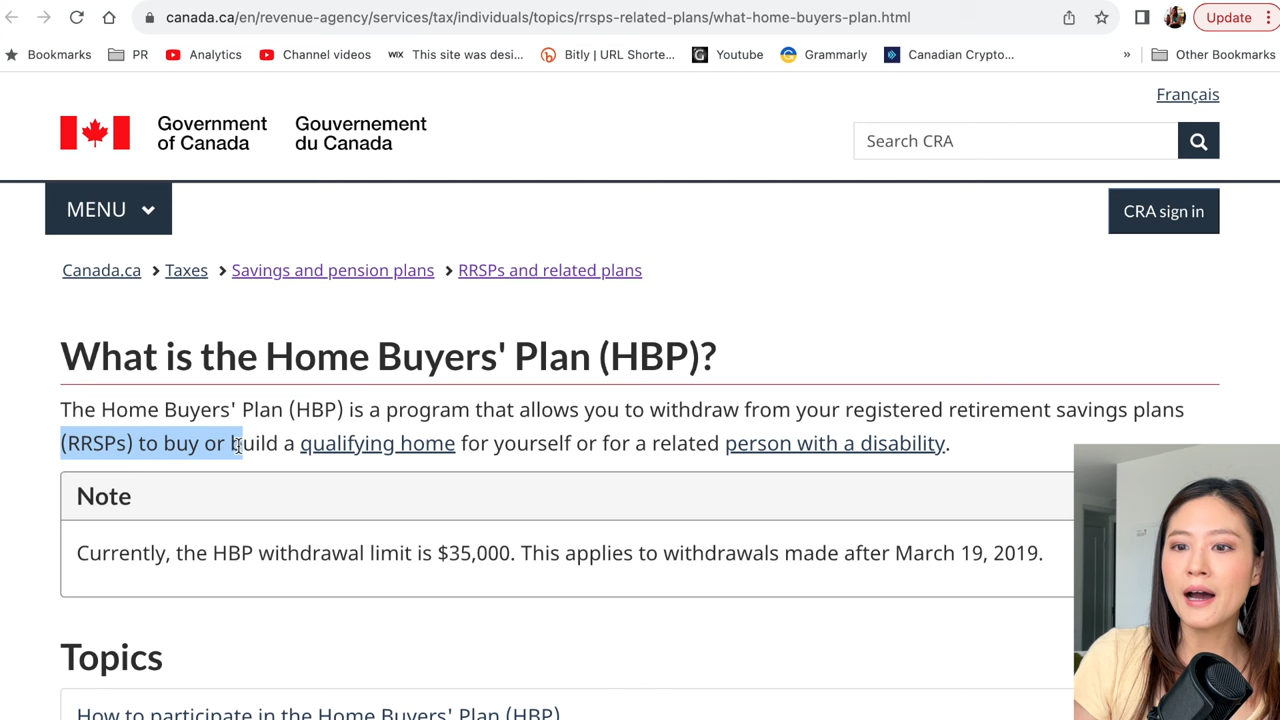 canada.ca/en/revenue-agency/services/tax/individuals/topics/rrsps-related-plans/what-home-buyers-plan.html
Update
Bookmarks PR Analytics Channel videos WIX This site was desi... Bitly | URL Shorte... Youtube Grammarly Canadian Crypto... » Other Bookmarks
Français
Government of Canada
Gouvernement du Canada
Search CRA
MENU
CRA sign in
Canada.ca > Taxes > Savings and pension plans > RRSPs and related plans
What is the Home Buyers' Plan (HBP)?
The Home Buyers' Plan (HBP) is a program that allows you to withdraw from your registered retirement savings plans
(RRSPs) to buy or build a qualifying home for yourself or for a related person with a disability.
Note
Currently, the HBP withdrawal limit is $35,000. This applies to withdrawals made after March 19, 2019.
Topics
How to participate in the Home Buyers' Plan (HBP)